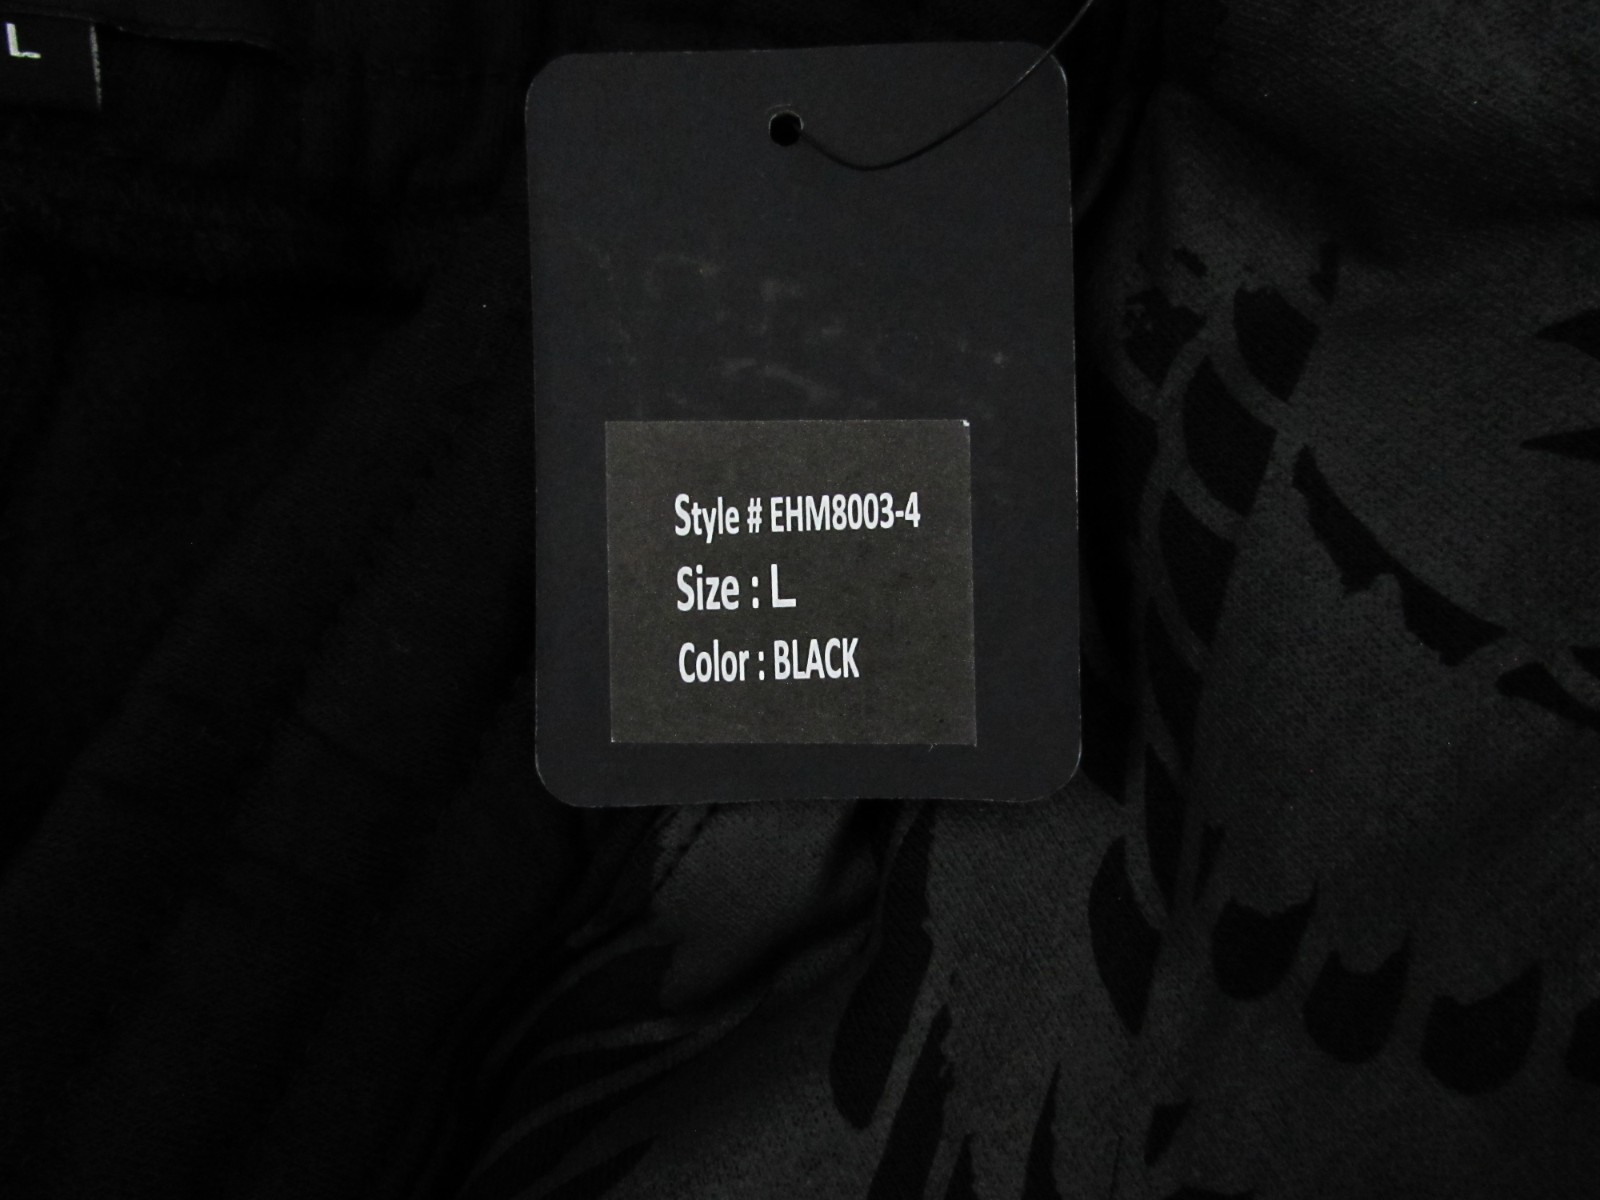 L
Style # EHM8003-4
Size : L
Color : BLACK